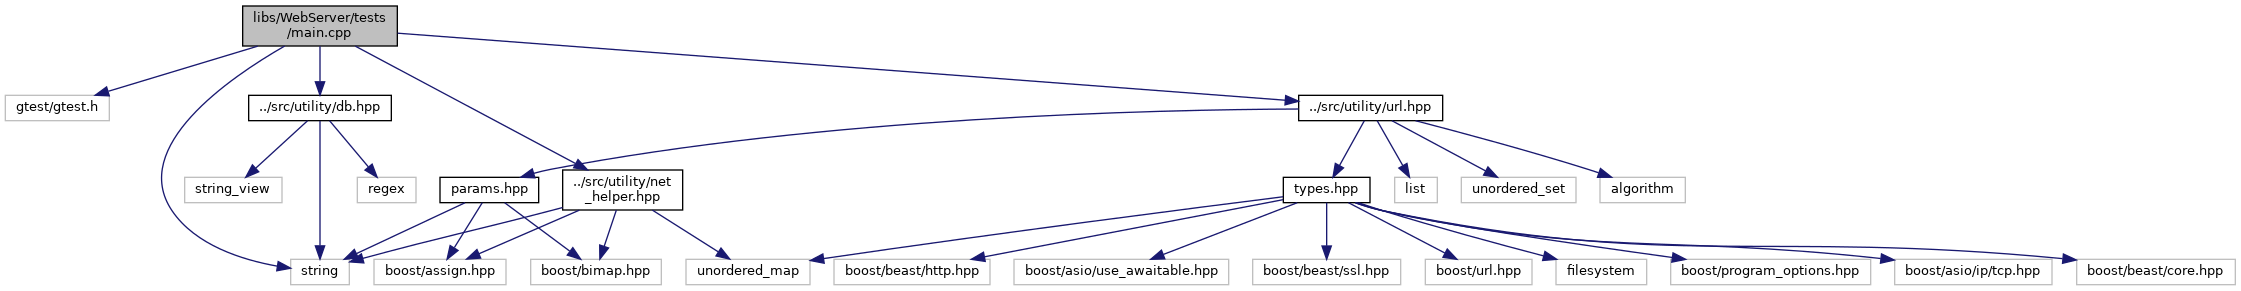 libs/WebServer/tests
/main.cpp
gtest/gtest.h
../src/utility/db.hpp
../src/utility/url.hpp
string_view
regex
params.hpp
../src/utility/net
_helper.hpp
types.hpp
list
unordered_set
algorithm
string
boost/assign.hpp
boost/bimap.hpp
unordered_map
boost/beast/http.hpp
boost/asio/use_awaitable.hpp
boost/beast/ssl.hpp
boost/url.hpp
filesystem
boost/program_options.hpp
boost/asio/ip/tcp.hpp
boost/beast/core.hpp